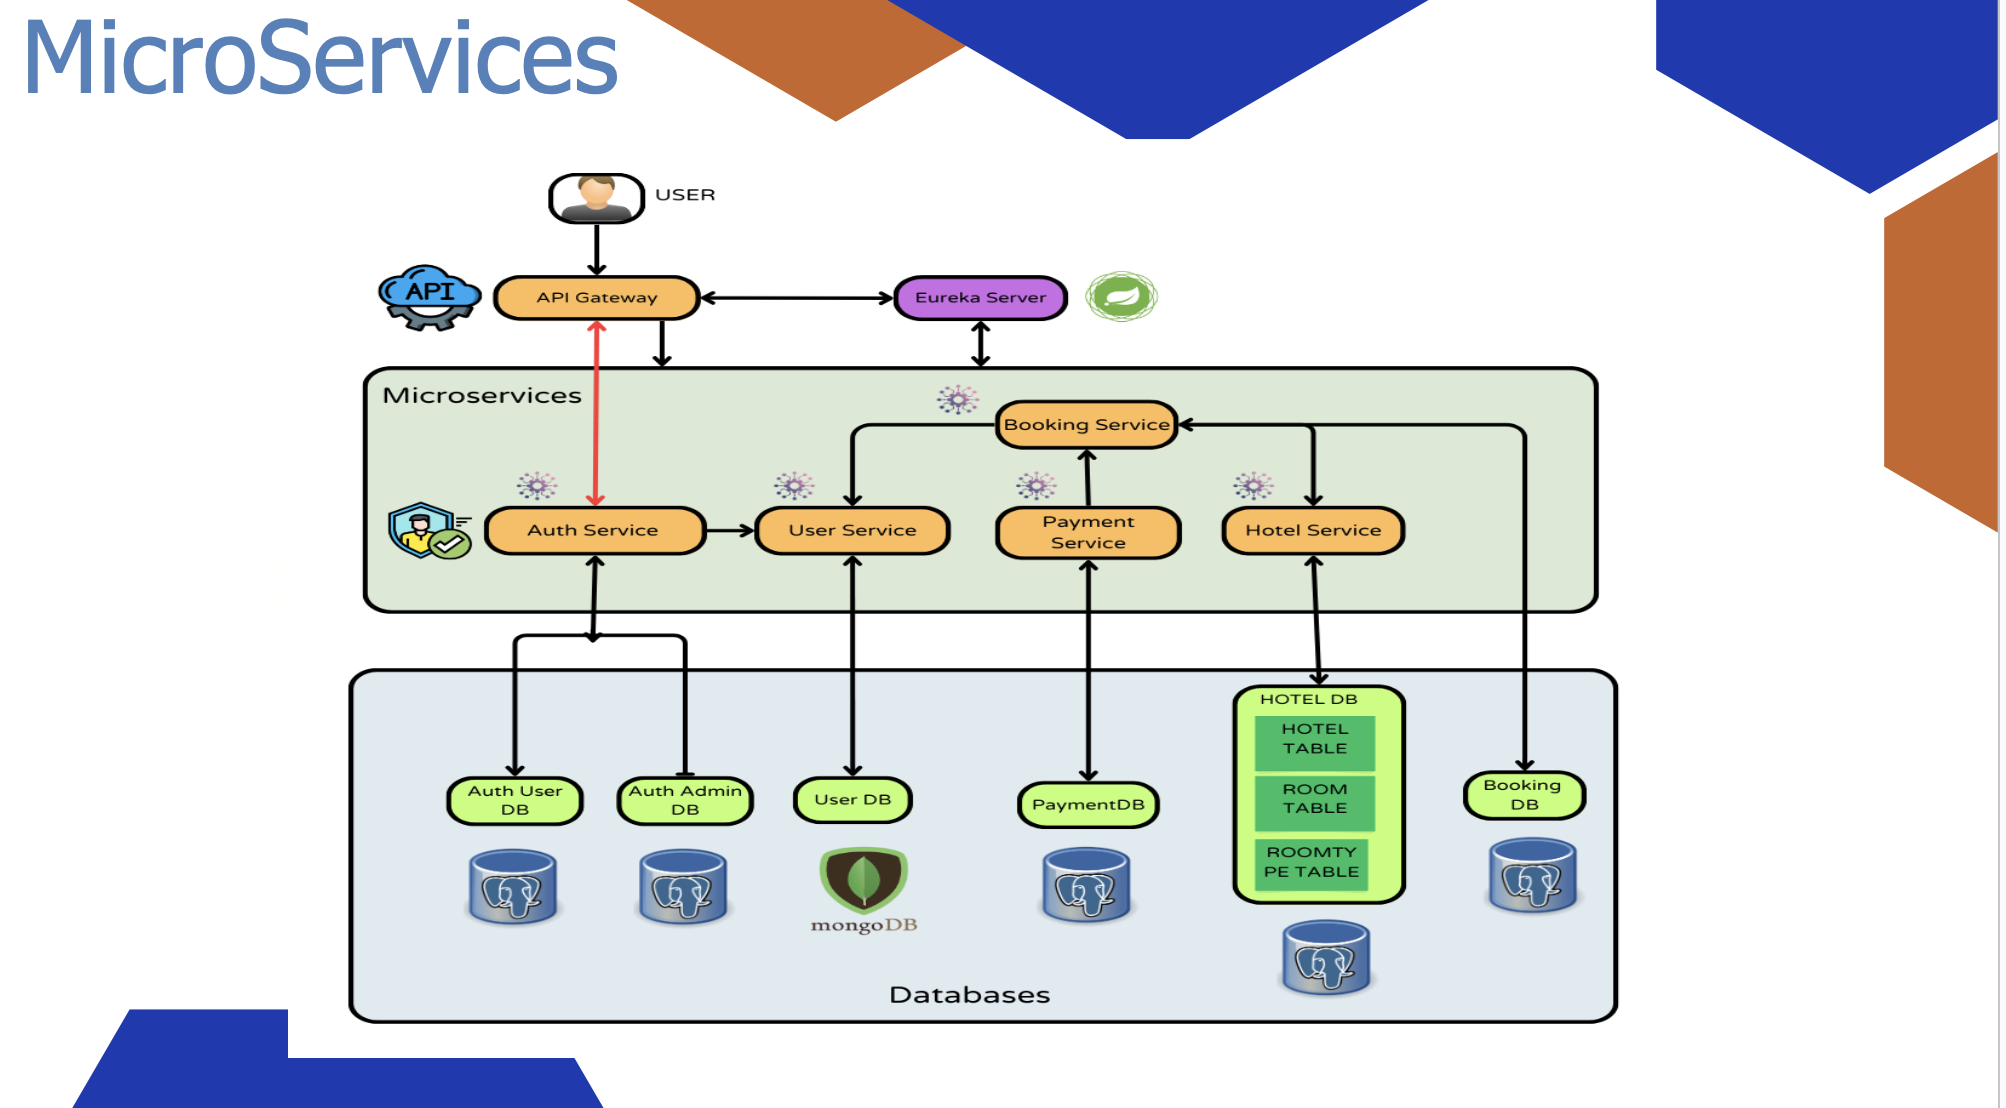 MicroServices
USER
API
API Gateway
Eureka Server
Microservices
Booking Service
Auth Service
User Service
Payment
Service
Hotel Service
HOTEL DB
HOTEL
TABLE
ROOM
TABLE
ROOMTY
PE TABLE
Auth User
DB
Auth Admin
DB
User DB
PaymentDB
Booking
DB
mongoDB
Databases